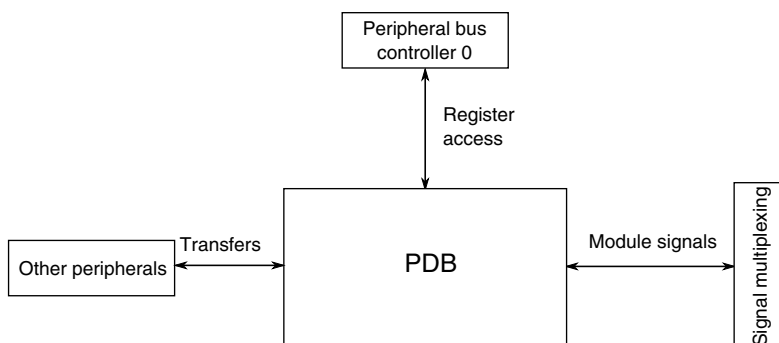 Peripheral bus
controller 0
Register
access
Signal multiplexing
Transfers
Module signals
PDB
Other peripherals